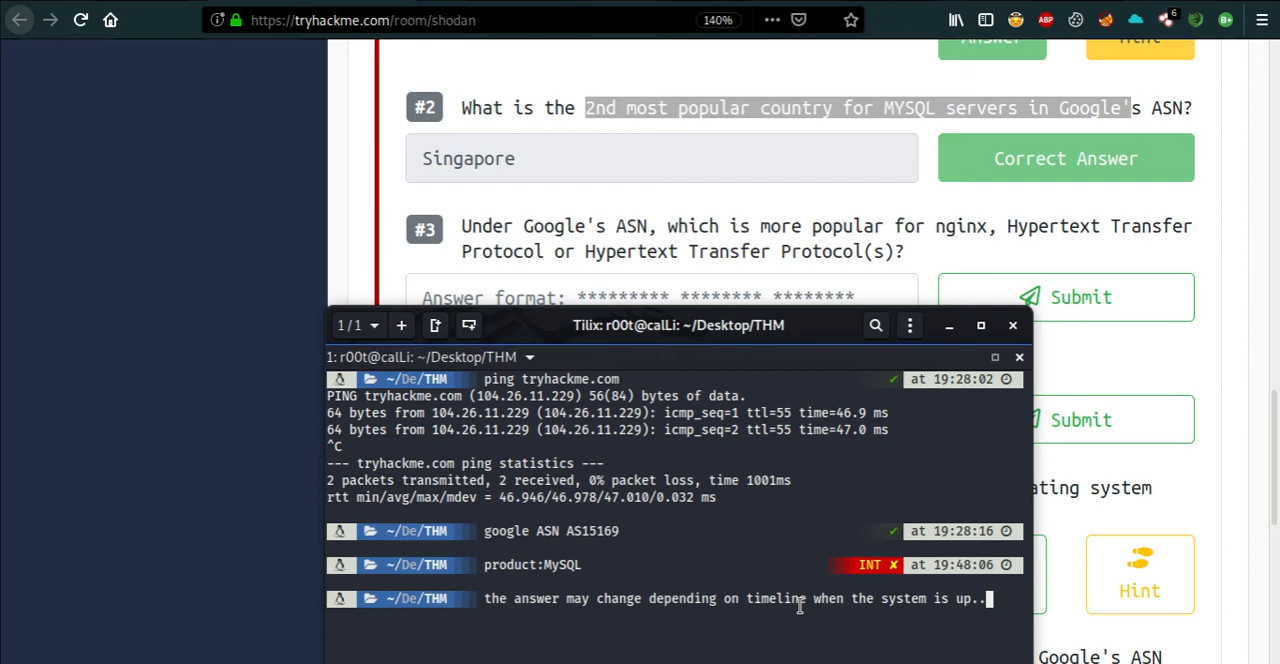 https://tryhackme.com/room/shodan
140%
ABP
6
B+
#2
What is the 2nd most popular country for MYSQL servers in Google's ASN?
Singapore
Correct Answer
#3
Under Google's ASN, which is more popular for nginx, Hypertext Transfer
Protocol or Hypertext Transfer Protocol(s)?
Answer format: ********* ******** ********
Submit
1 / 1
Tilix: r00t@calLi: ~/Desktop/THM
1: r00t@calLi: ~/Desktop/THM
~/De/THM ping tryhackme.com ✔ at 19:28:02
PING tryhackme.com (104.26.11.229) 56(84) bytes of data.
64 bytes from 104.26.11.229 (104.26.11.229): icmp_seq=1 ttl=55 time=46.9 ms
64 bytes from 104.26.11.229 (104.26.11.229): icmp_seq=2 ttl=55 time=47.0 ms
^C
--- tryhackme.com ping statistics ---
2 packets transmitted, 2 received, 0% packet loss, time 1001ms
rtt min/avg/max/mdev = 46.946/46.978/47.010/0.032 ms
~/De/THM google ASN AS15169 ✔ at 19:28:16
~/De/THM product:MySQL INT ✘ at 19:48:06
~/De/THM the answer may change depending on timeline when the system is up..
Submit
ating system
Hint
Google's ASN